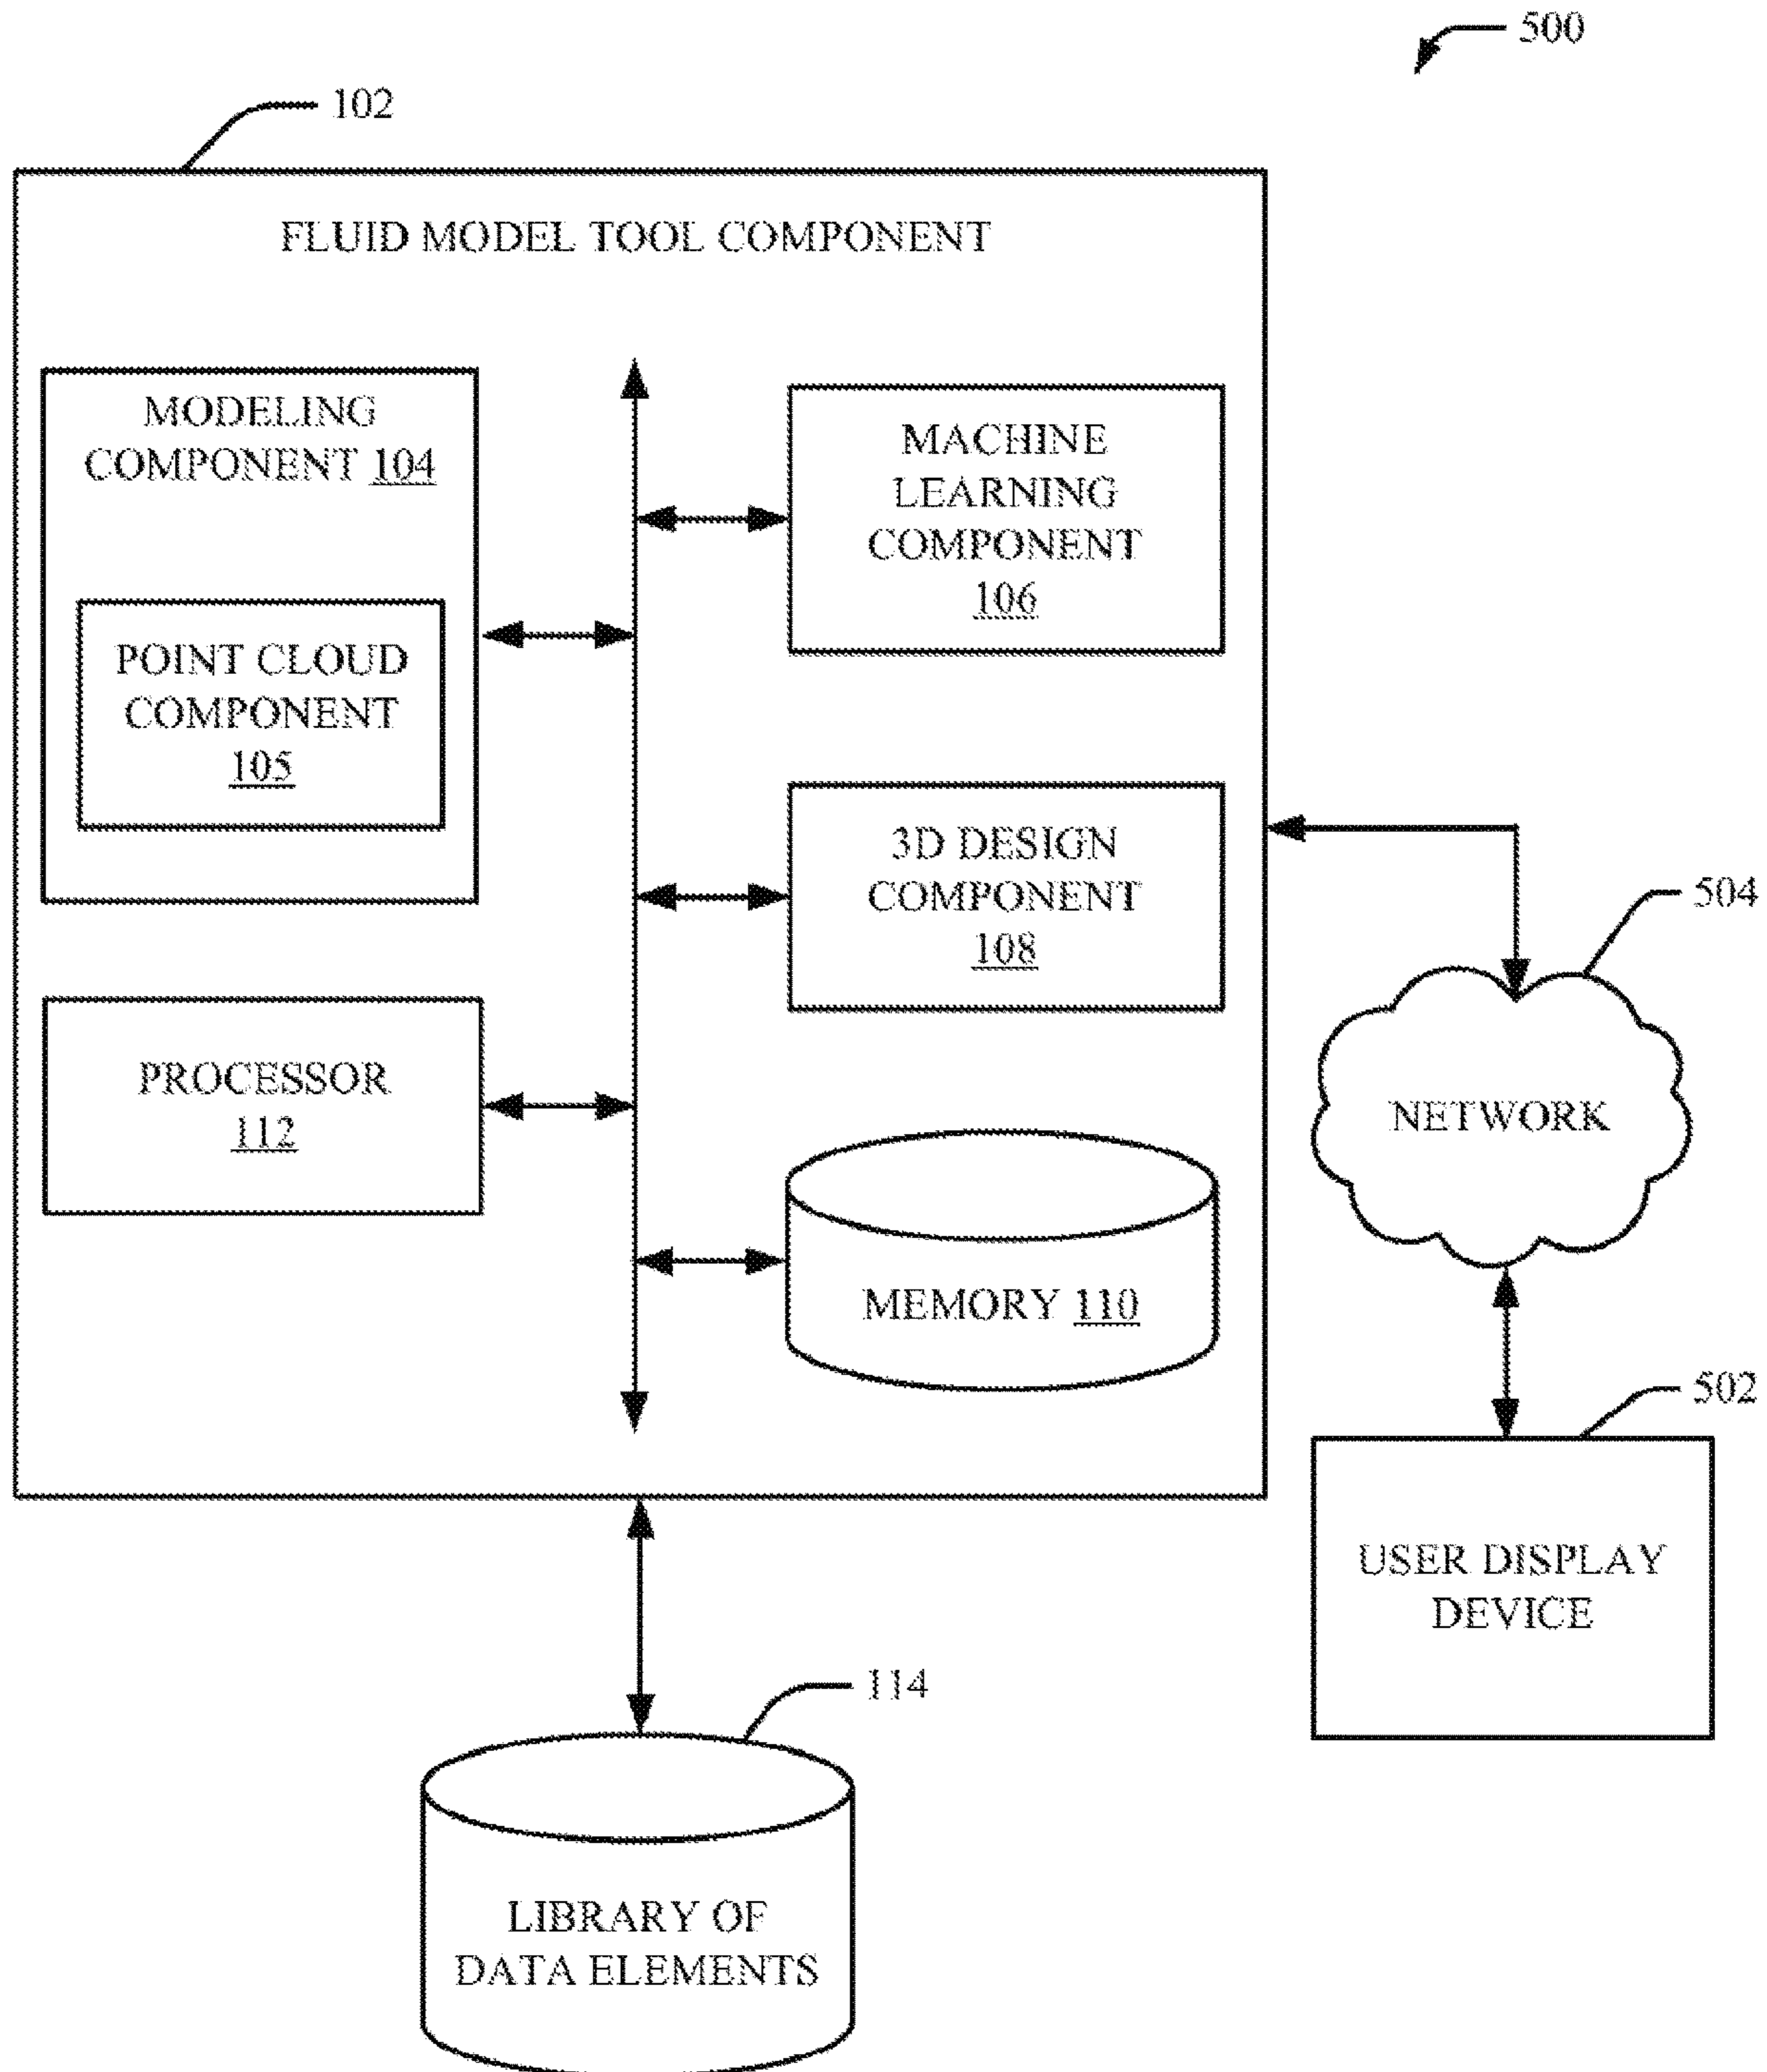 500
102
FLUID MODEL TOOL COMPONENT
MODELING
COMPONENT 104
POINT CLOUD
COMPONENT
105
MACHINE
LEARNING
COMPONENT
106
3D DESIGN
COMPONENT
108
PROCESSOR
112
MEMORY 110
504
NETWORK
502
USER DISPLAY
DEVICE
114
LIBRARY OF
DATA ELEMENTS